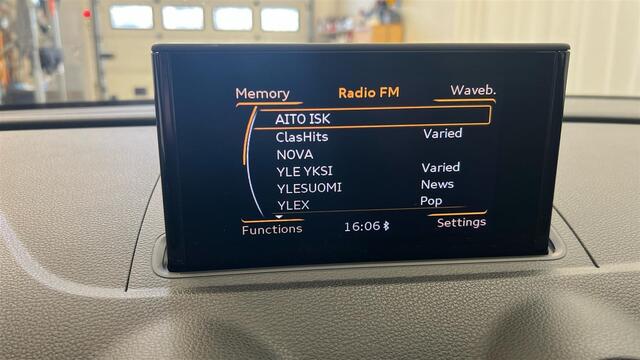 Memory Radio FM Waveb.
AITO ISK
ClasHits Varied
NOVA
YLE YKSI Varied
YLESUOMI News
YLEX Pop
Functions 16:06 Settings